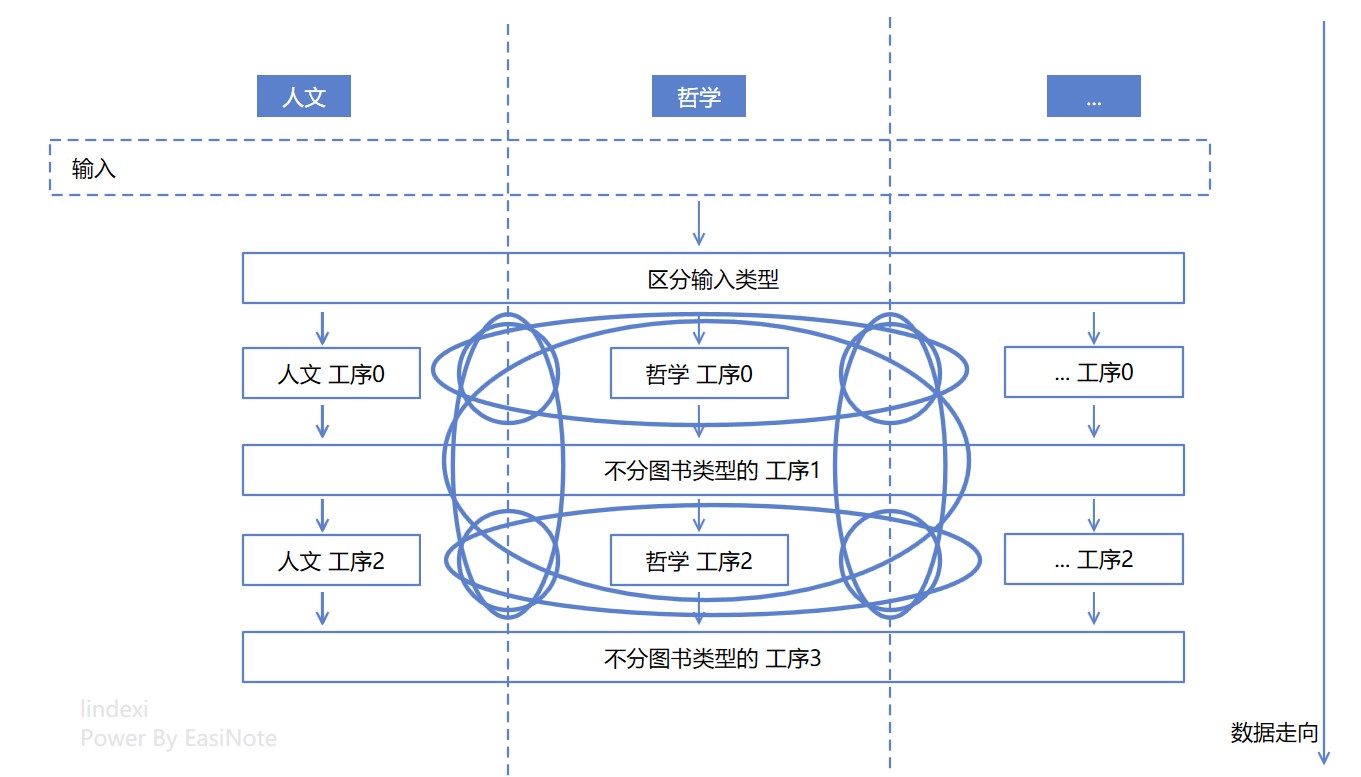 人文
哲学
...
输入
区分输入类型
人文 工序0
哲学 工序0
... 工序0
不分图书类型的 工序1
人文 工序2
哲学 工序2
... 工序2
不分图书类型的 工序3
lindexi
Power By EasiNote
数据走向